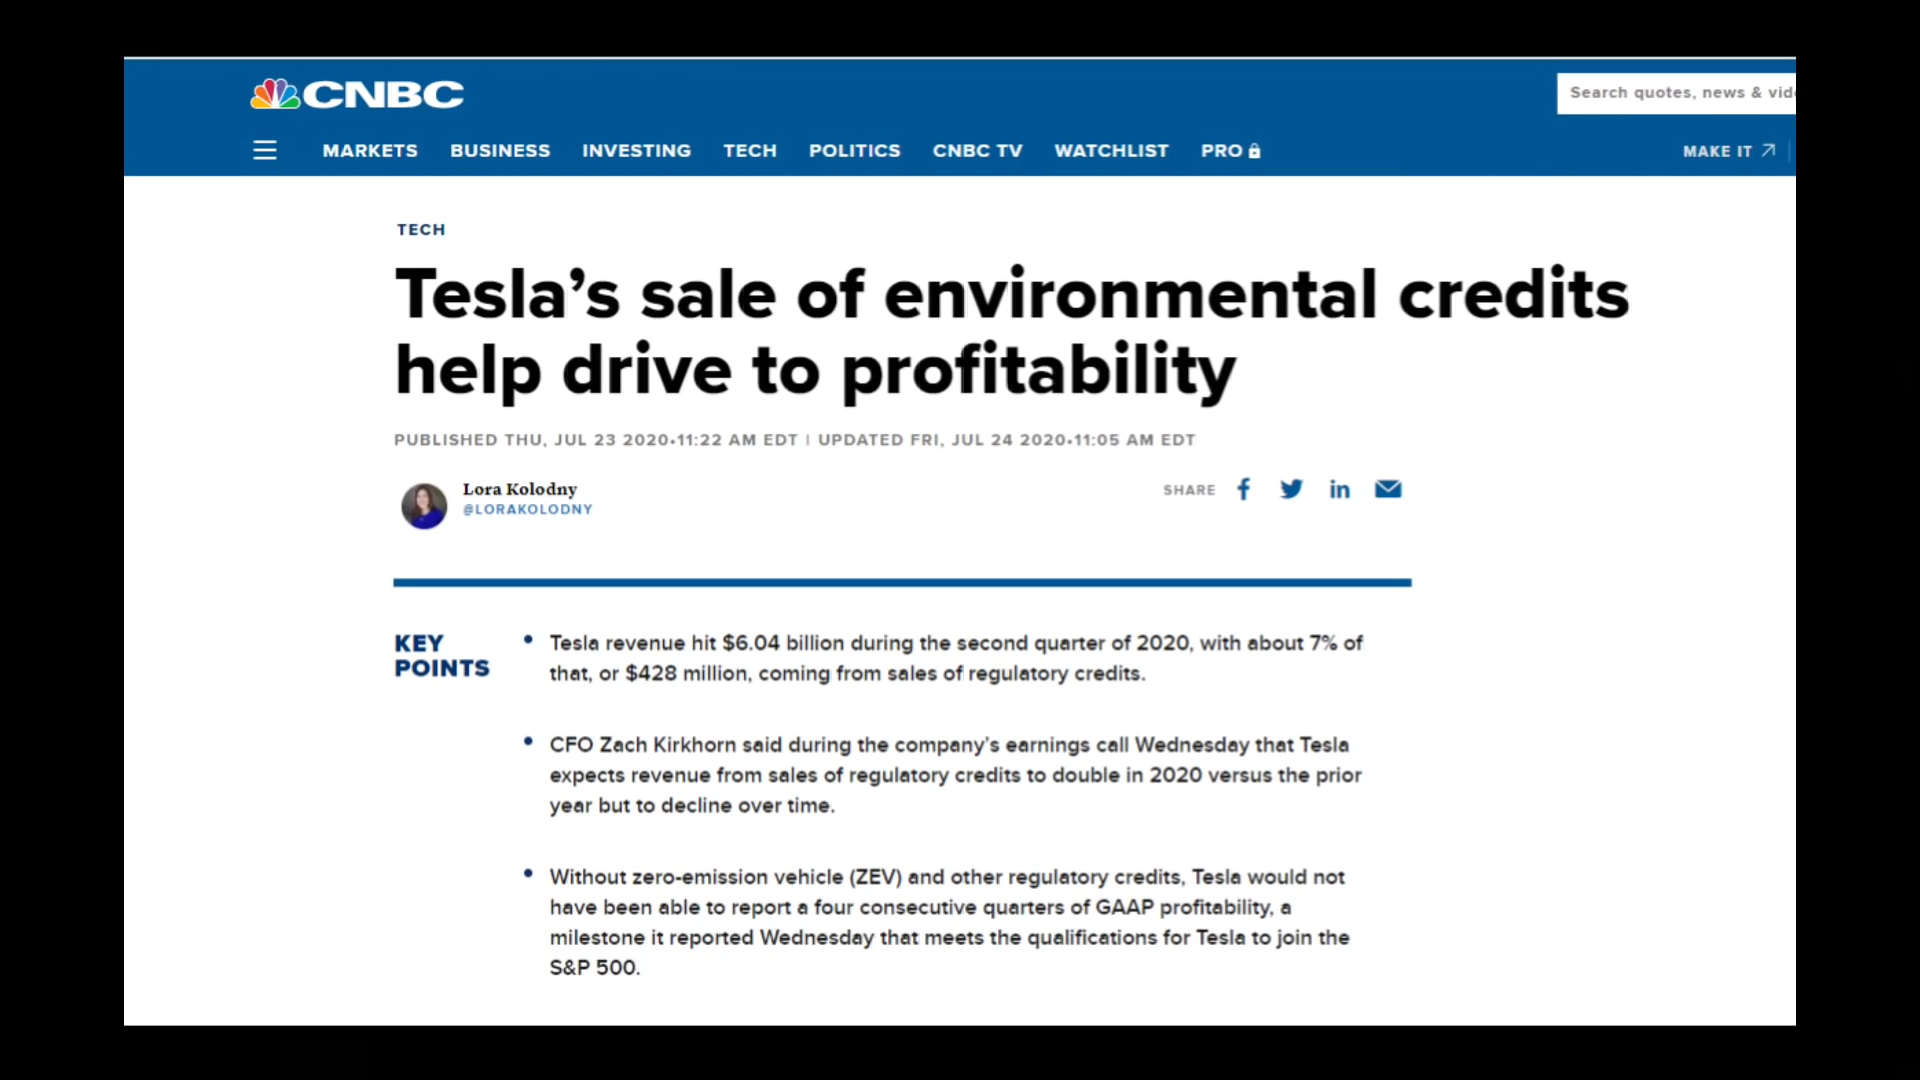 CNBC
Search quotes, news & vid
MARKETS BUSINESS INVESTING TECH POLITICS CNBC TV WATCHLIST PRO
MAKE IT
TECH
Tesla’s sale of environmental credits
help drive to profitability
PUBLISHED THU, JUL 23 2020•11:22 AM EDT | UPDATED FRI, JUL 24 2020•11:05 AM EDT
Lora Kolodny
@LORAKOLODNY
SHARE
KEY
POINTS
• Tesla revenue hit $6.04 billion during the second quarter of 2020, with about 7% of
that, or $428 million, coming from sales of regulatory credits.
• CFO Zach Kirkhorn said during the company’s earnings call Wednesday that Tesla
expects revenue from sales of regulatory credits to double in 2020 versus the prior
year but to decline over time.
• Without zero-emission vehicle (ZEV) and other regulatory credits, Tesla would not
have been able to report a four consecutive quarters of GAAP profitability, a
milestone it reported Wednesday that meets the qualifications for Tesla to join the
S&P 500.